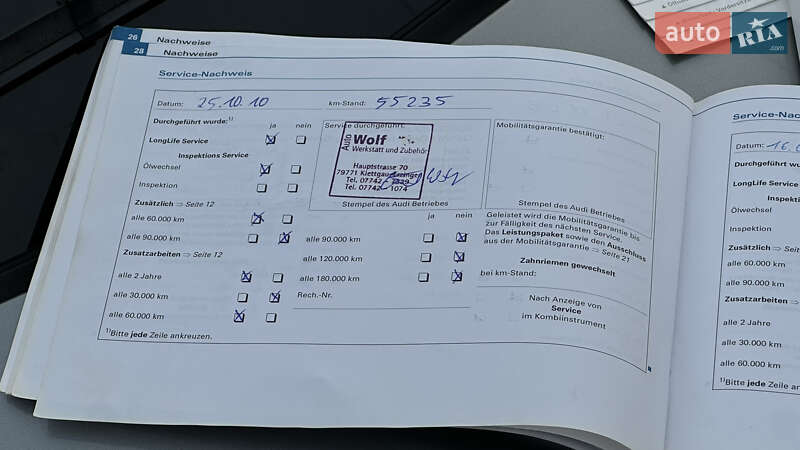 auto RIA .com
26 Nachweise
28 Nachweise
Service-Nachweis
Datum: 25.10.10 km-Stand: 55235
Durchgeführt wurde:1) ja nein
LongLife Service
Inspektions Service
Ölwechsel
Inspektion
Zusätzlich ⇒ Seite 12
alle 60.000 km
alle 90.000 km
Zusatzarbeiten ⇒ Seite 12
alle 2 Jahre
alle 30.000 km
alle 60.000 km
1)Bitte jede Zeile ankreuzen.
Service durchgeführt:
Auto Wolf
Werkstatt und Zubehör
Hauptstrasse 70
79771 Klettgau
Tel. 07742
Tel. 07742 1074
Stempel des Audi Betriebes
ja nein
alle 90.000 km
alle 120.000 km
alle 180.000 km
Rech.-Nr.
Mobilitätsgarantie bestätigt:
Stempel des Audi Betriebes
Geleistet wird die Mobilitätsgarantie bis
zur Fälligkeit des nächsten Service.
Das Leistungspaket sowie den Ausschluss
aus der Mobilitätsgarantie ⇒ Seite 21
Zahnriemen gewechselt
bei km-Stand:
Nach Anzeige von
Service
im Kombiinstrument
Service-Nachw
Datum: 16.
Durchgeführt wurd
LongLife Service
Inspektion
Ölwechsel
Inspektion
Zusätzlich ⇒ Seit
alle 60.000 km
alle 90.000 km
Zusatzarbeiten ⇒
alle 2 Jahre
alle 30.000 km
alle 60.000 km
1)Bitte jede Zeile an